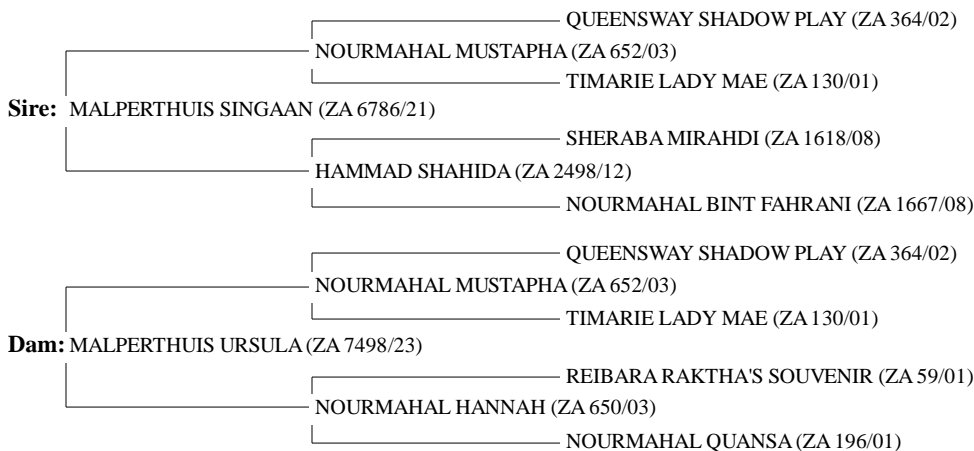 QUEENSWAY SHADOW PLAY (ZA 364/02)
NOURMAHAL MUSTAPHA (ZA 652/03)
TIMARIE LADY MAE (ZA 130/01)
Sire: MALPERTHUIS SINGAAN (ZA 6786/21)
SHERABA MIRAHDI (ZA 1618/08)
HAMMAD SHAHIDA (ZA 2498/12)
NOURMAHAL BINT FAHRANI (ZA 1667/08)
QUEENSWAY SHADOW PLAY (ZA 364/02)
NOURMAHAL MUSTAPHA (ZA 652/03)
TIMARIE LADY MAE (ZA 130/01)
Dam: MALPERTHUIS URSULA (ZA 7498/23)
REIBARA RAKTHA'S SOUVENIR (ZA 59/01)
NOURMAHAL HANNAH (ZA 650/03)
NOURMAHAL QUANSA (ZA 196/01)